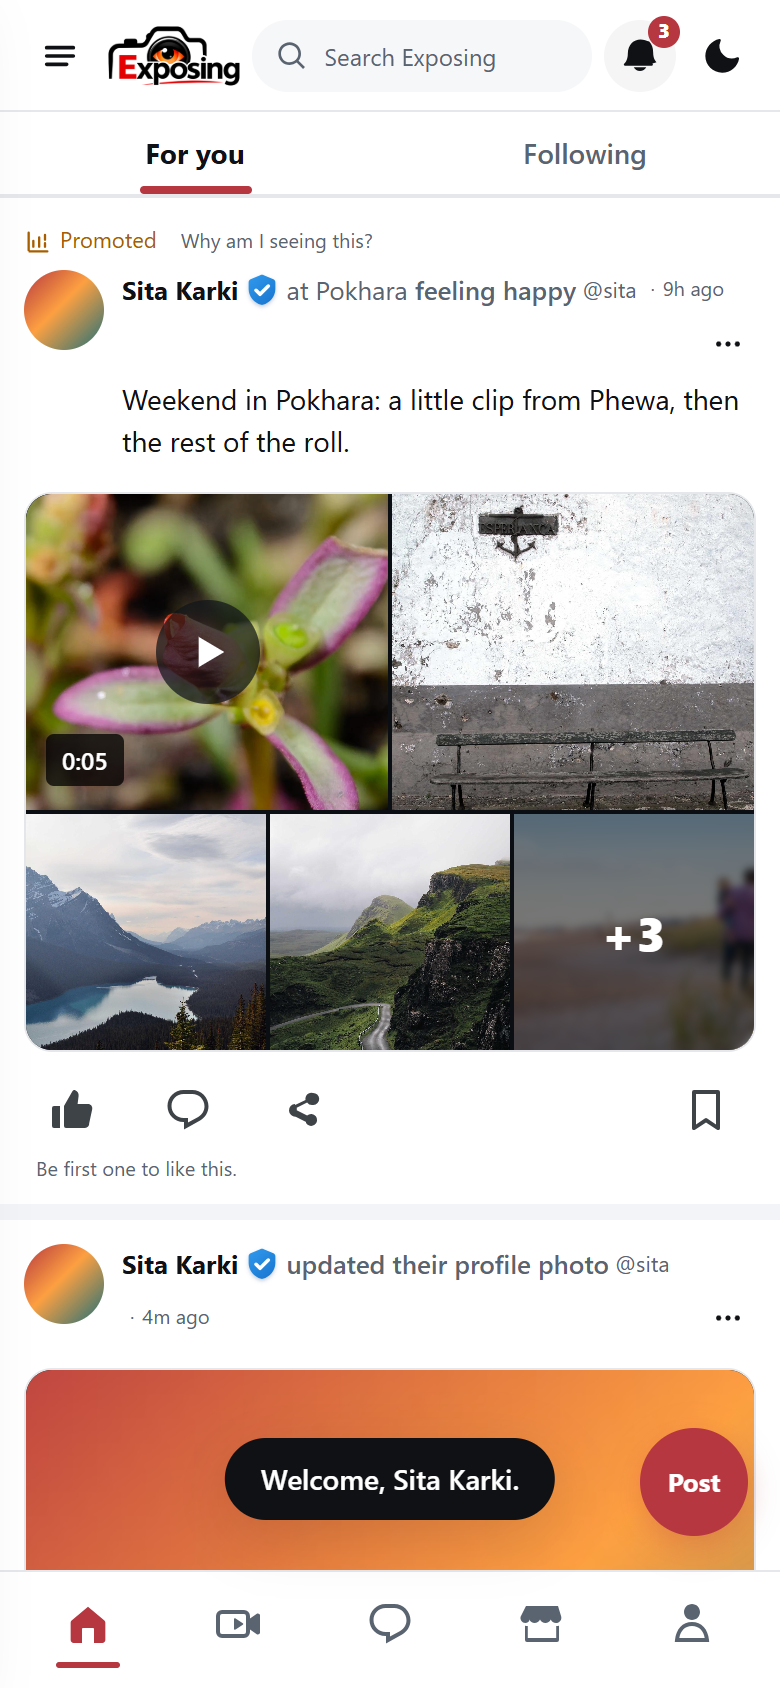 Exposing
Search Exposing
3
For you
Following
Promoted
Why am I seeing this?
Sita Karki at Pokhara feeling happy @sita · 9h ago
Weekend in Pokhara: a little clip from Phewa, then
the rest of the roll.
0:05
+3
Be first one to like this.
Sita Karki updated their profile photo @sita
· 4m ago
Welcome, Sita Karki.
Post